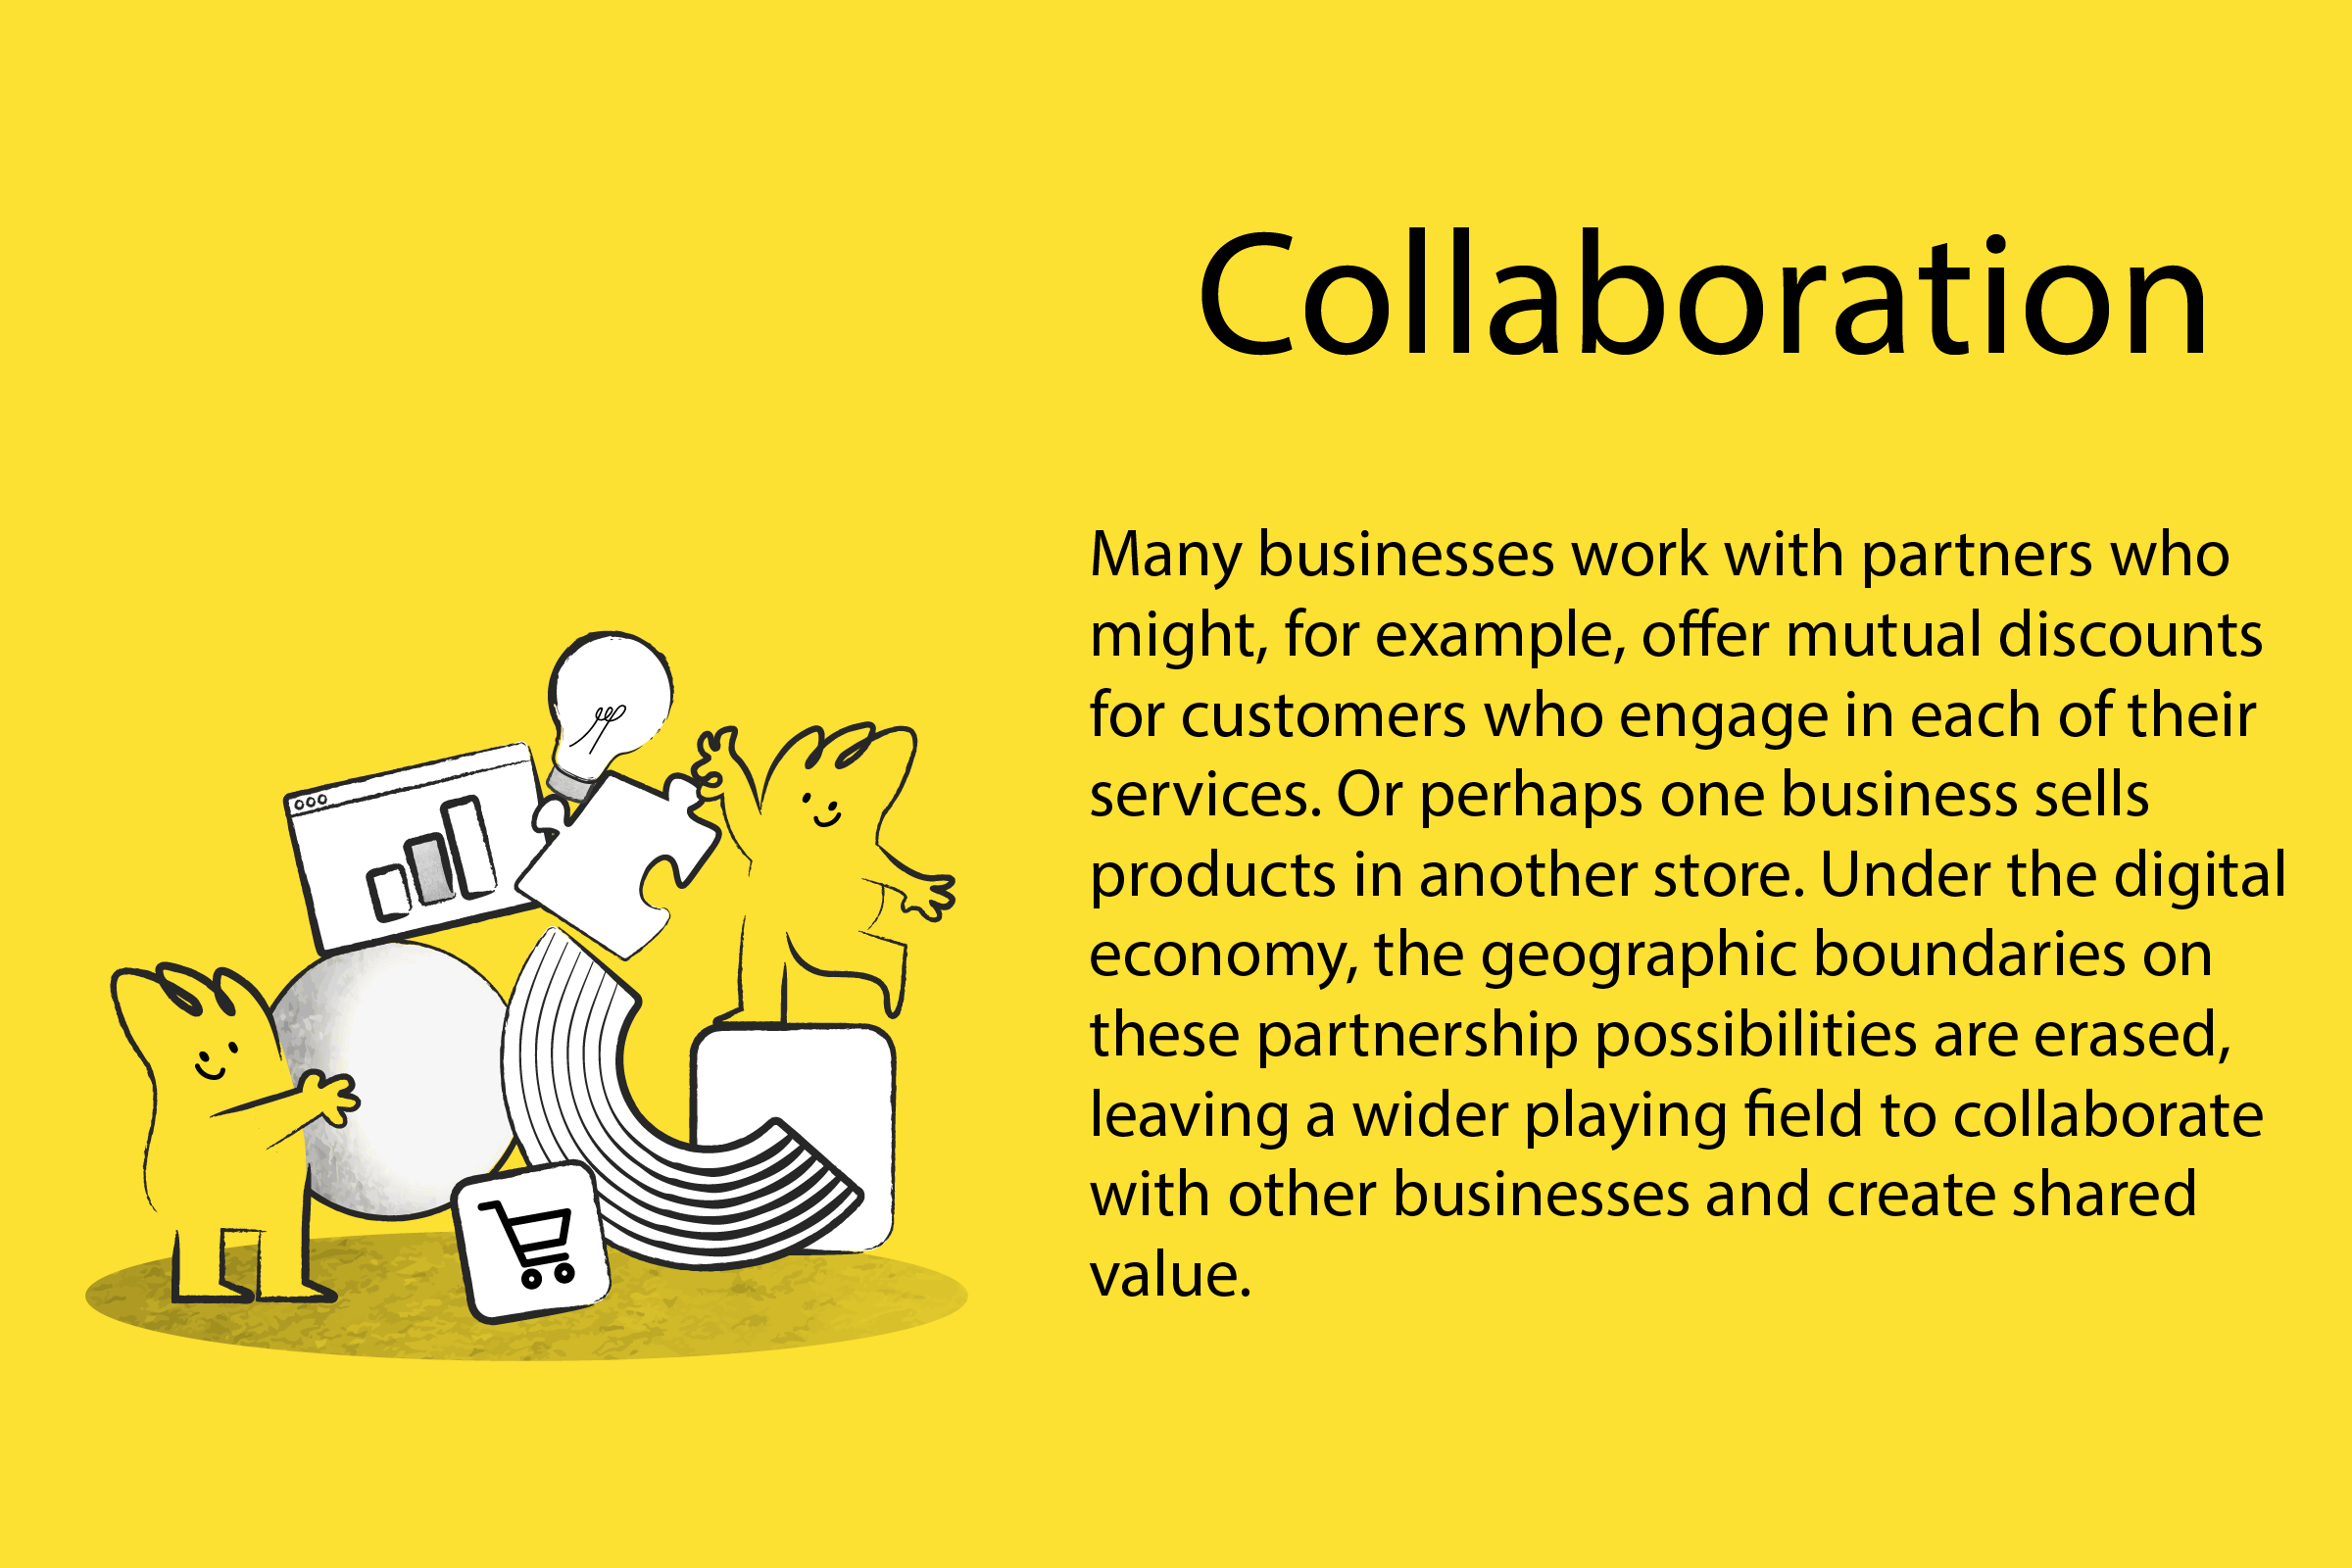 Collaboration
Many businesses work with partners who
might, for example, offer mutual discounts
for customers who engage in each of their
services. Or perhaps one business sells
products in another store. Under the digital
economy, the geographic boundaries on
these partnership possibilities are erased,
leaving a wider playing field to collaborate
with other businesses and create shared
value.